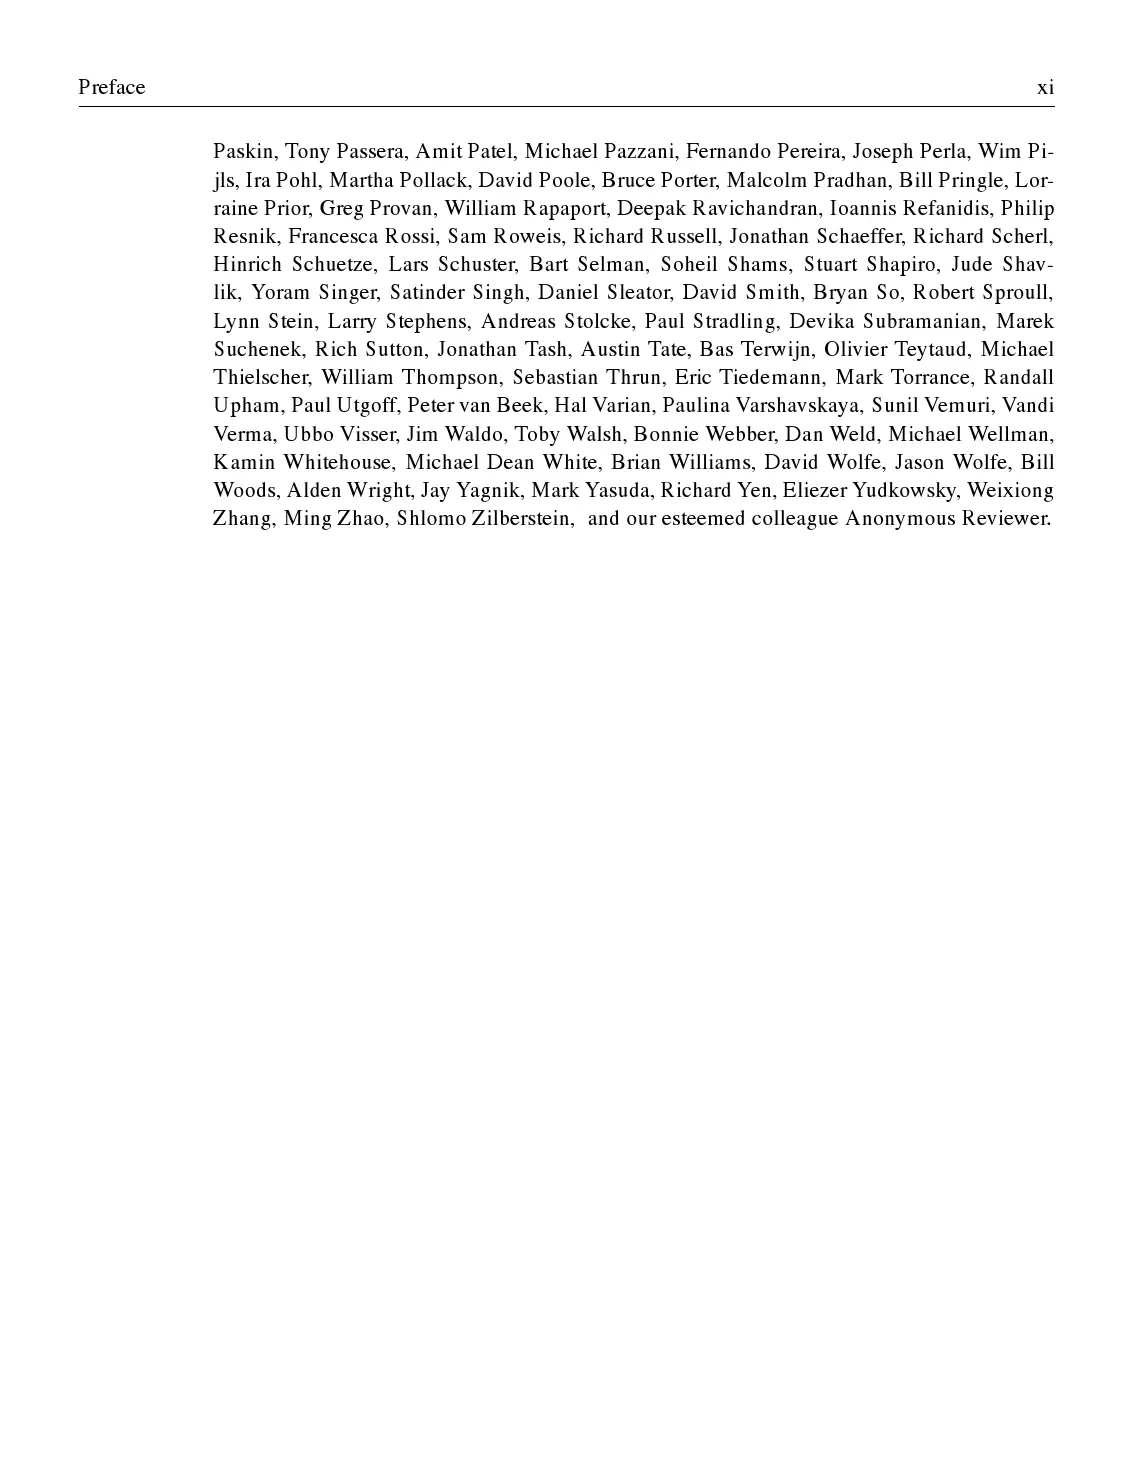 Preface xi
Paskin, Tony Passera, Amit Patel, Michael Pazzani, Fernando Pereira, Joseph Perla, Wim Pi-
jls, Ira Pohl, Martha Pollack, David Poole, Bruce Porter, Malcolm Pradhan, Bill Pringle, Lor-
raine Prior, Greg Provan, William Rapaport, Deepak Ravichandran, Ioannis Refanidis, Philip
Resnik, Francesca Rossi, Sam Roweis, Richard Russell, Jonathan Schaeffer, Richard Scherl,
Hinrich Schuetze, Lars Schuster, Bart Selman, Soheil Shams, Stuart Shapiro, Jude Shav-
lik, Yoram Singer, Satinder Singh, Daniel Sleator, David Smith, Bryan So, Robert Sproull,
Lynn Stein, Larry Stephens, Andreas Stolcke, Paul Stradling, Devika Subramanian, Marek
Suchenek, Rich Sutton, Jonathan Tash, Austin Tate, Bas Terwijn, Olivier Teytaud, Michael
Thielscher, William Thompson, Sebastian Thrun, Eric Tiedemann, Mark Torrance, Randall
Upham, Paul Utgoff, Peter van Beek, Hal Varian, Paulina Varshavskaya, Sunil Vemuri, Vandi
Verma, Ubbo Visser, Jim Waldo, Toby Walsh, Bonnie Webber, Dan Weld, Michael Wellman,
Kamin Whitehouse, Michael Dean White, Brian Williams, David Wolfe, Jason Wolfe, Bill
Woods, Alden Wright, Jay Yagnik, Mark Yasuda, Richard Yen, Eliezer Yudkowsky, Weixiong
Zhang, Ming Zhao, Shlomo Zilberstein, and our esteemed colleague Anonymous Reviewer.